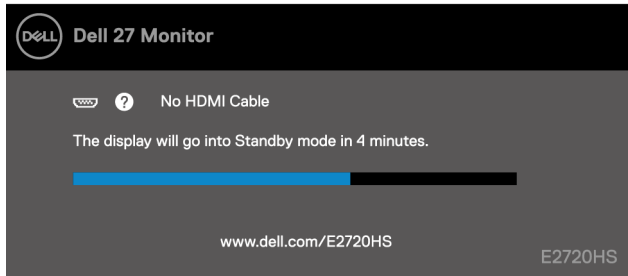 DELL Dell 27 Monitor
? No HDMI Cable
The display will go into Standby mode in 4 minutes.
www.dell.com/E2720HS
E2720HS